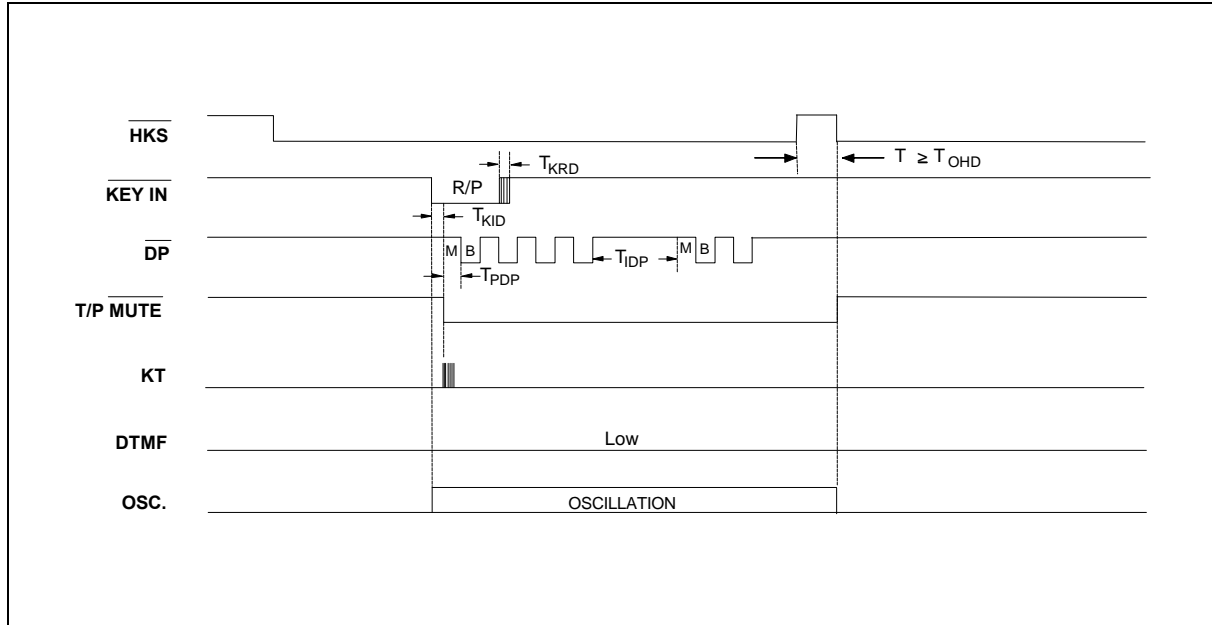 HKS
T ≥ TOHD
TKRD
KEY IN
R/P
TKID
DP
M B
TIDP
M B
TPDP
T/P MUTE
KT
DTMF
Low
OSC.
OSCILLATION